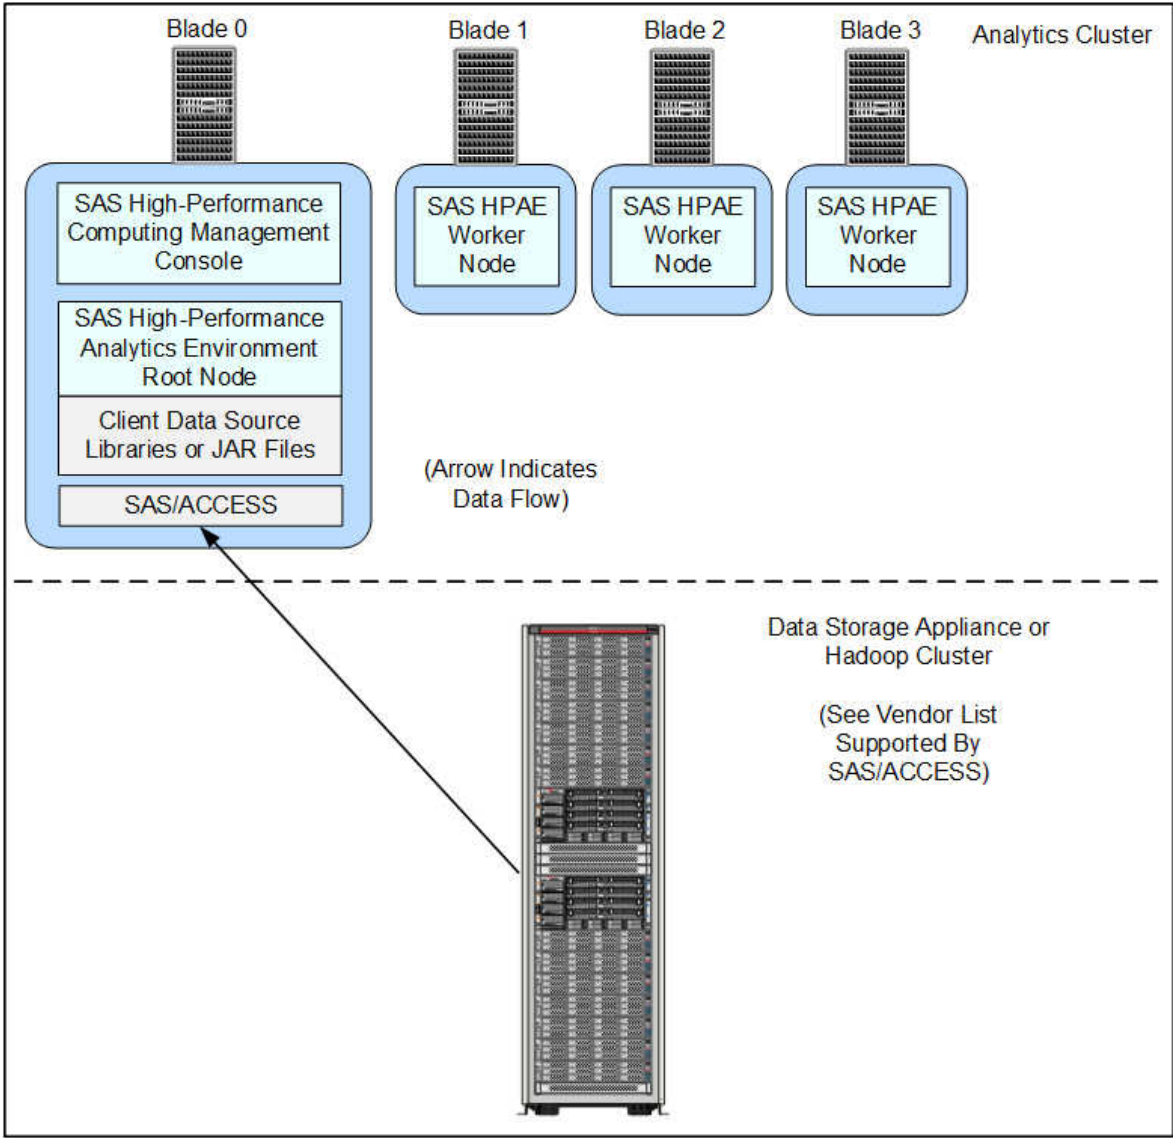 Blade 0
Blade 1
Blade 2
Blade 3
Analytics Cluster
SAS High-Performance
Computing Management
Console
SAS High-Performance
Analytics Environment
Root Node
Client Data Source
Libraries or JAR Files
SAS/ACCESS
SAS HPAE
Worker
Node
SAS HPAE
Worker
Node
SAS HPAE
Worker
Node
(Arrow Indicates
Data Flow)
Data Storage Appliance or
Hadoop Cluster
(See Vendor List
Supported By
SAS/ACCESS)